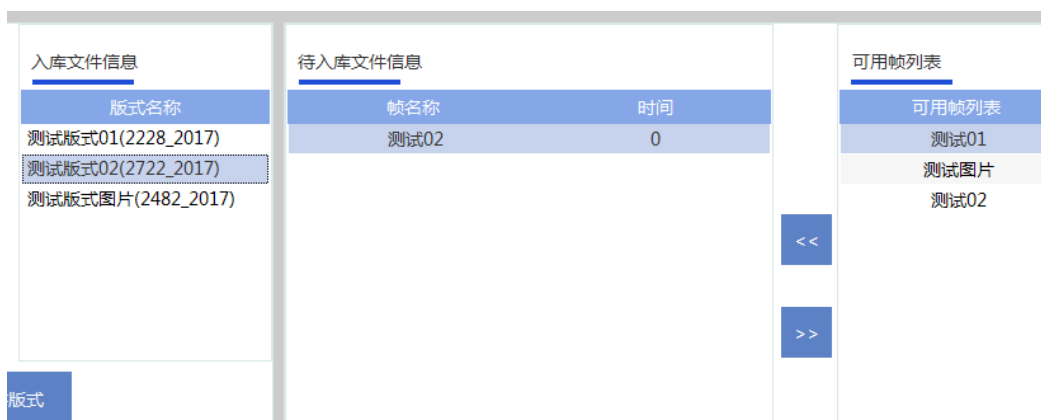 入库文件信息
版式名称
测试版式01(2228_2017)
测试版式02(2722_2017)
测试版式图片(2482_2017)
版式
待入库文件信息
帧名称 时间
测试02 0
<<
>>
可用帧列表
可用帧列表
测试01
测试图片
测试02